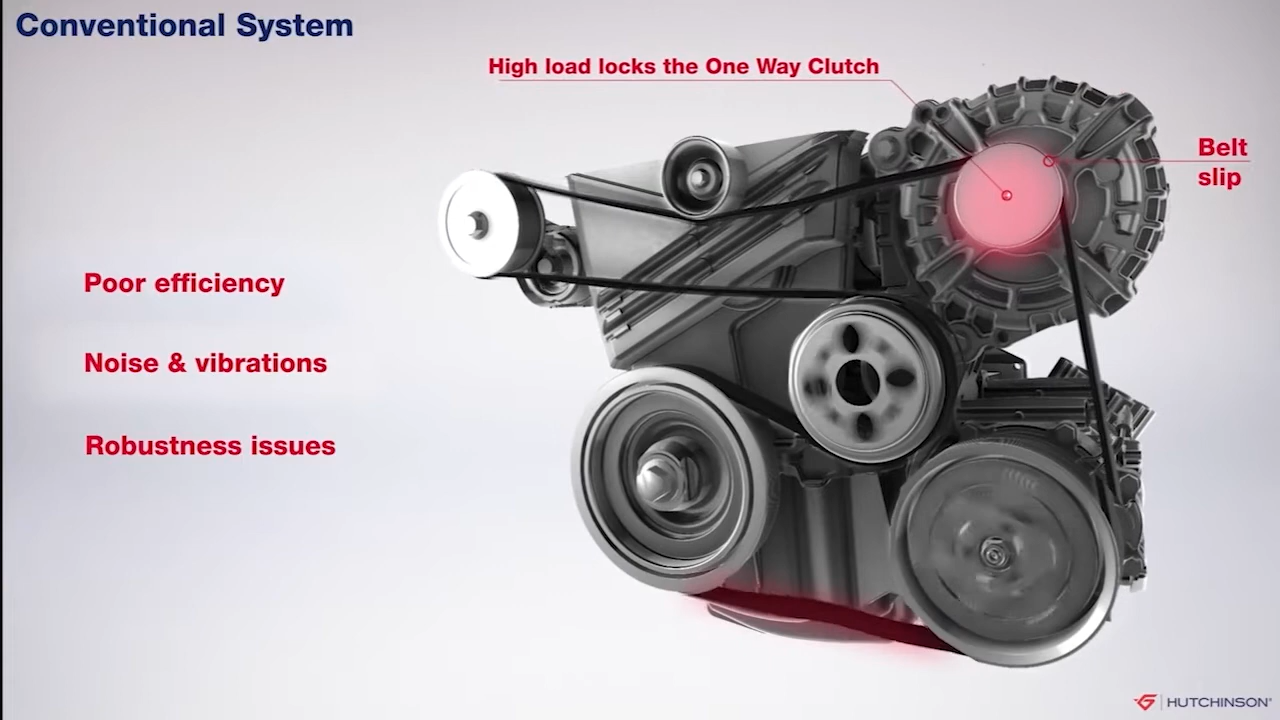 Conventional System
High load locks the One Way Clutch
Belt
slip
Poor efficiency
Noise & vibrations
Robustness issues
HUTCHINSON®